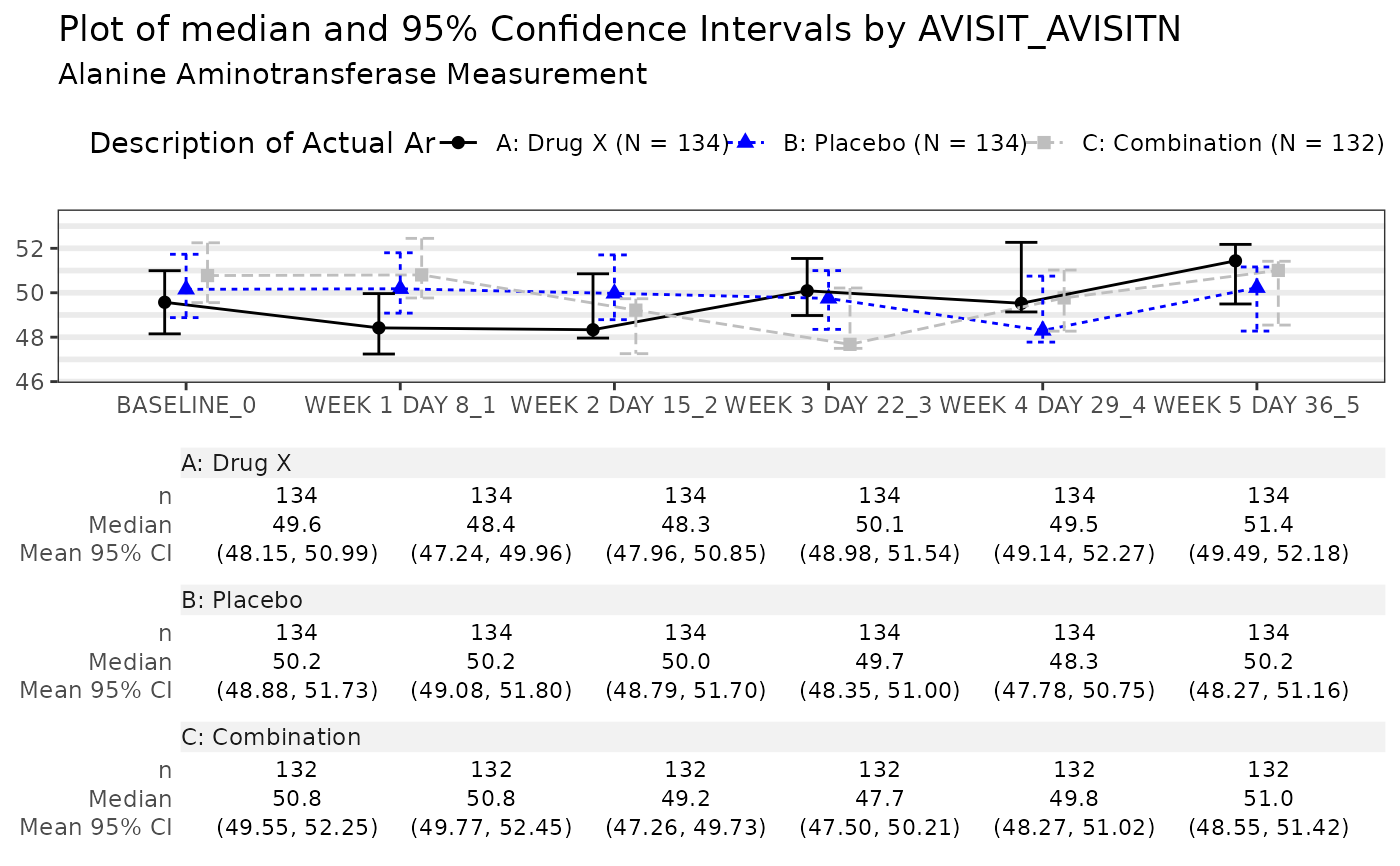 Plot of median and 95% Confidence Intervals by AVISIT_AVISITN
Alanine Aminotransferase Measurement
Description of Actual Ar A: Drug X (N = 134) B: Placebo (N = 134) C: Combination (N = 132)
52
50
48
46
BASELINE_0 WEEK 1 DAY 8_1 WEEK 2 DAY 15_2 WEEK 3 DAY 22_3 WEEK 4 DAY 29_4 WEEK 5 DAY 36_5
A: Drug X
n 134 134 134 134 134 134
Median 49.6 48.4 48.3 50.1 49.5 51.4
Mean 95% CI (48.15, 50.99) (47.24, 49.96) (47.96, 50.85) (48.98, 51.54) (49.14, 52.27) (49.49, 52.18)
B: Placebo
n 134 134 134 134 134 134
Median 50.2 50.2 50.0 49.7 48.3 50.2
Mean 95% CI (48.88, 51.73) (49.08, 51.80) (48.79, 51.70) (48.35, 51.00) (47.78, 50.75) (48.27, 51.16)
C: Combination
n 132 132 132 132 132 132
Median 50.8 50.8 49.2 47.7 49.8 51.0
Mean 95% CI (49.55, 52.25) (49.77, 52.45) (47.26, 49.73) (47.50, 50.21) (48.27, 51.02) (48.55, 51.42)